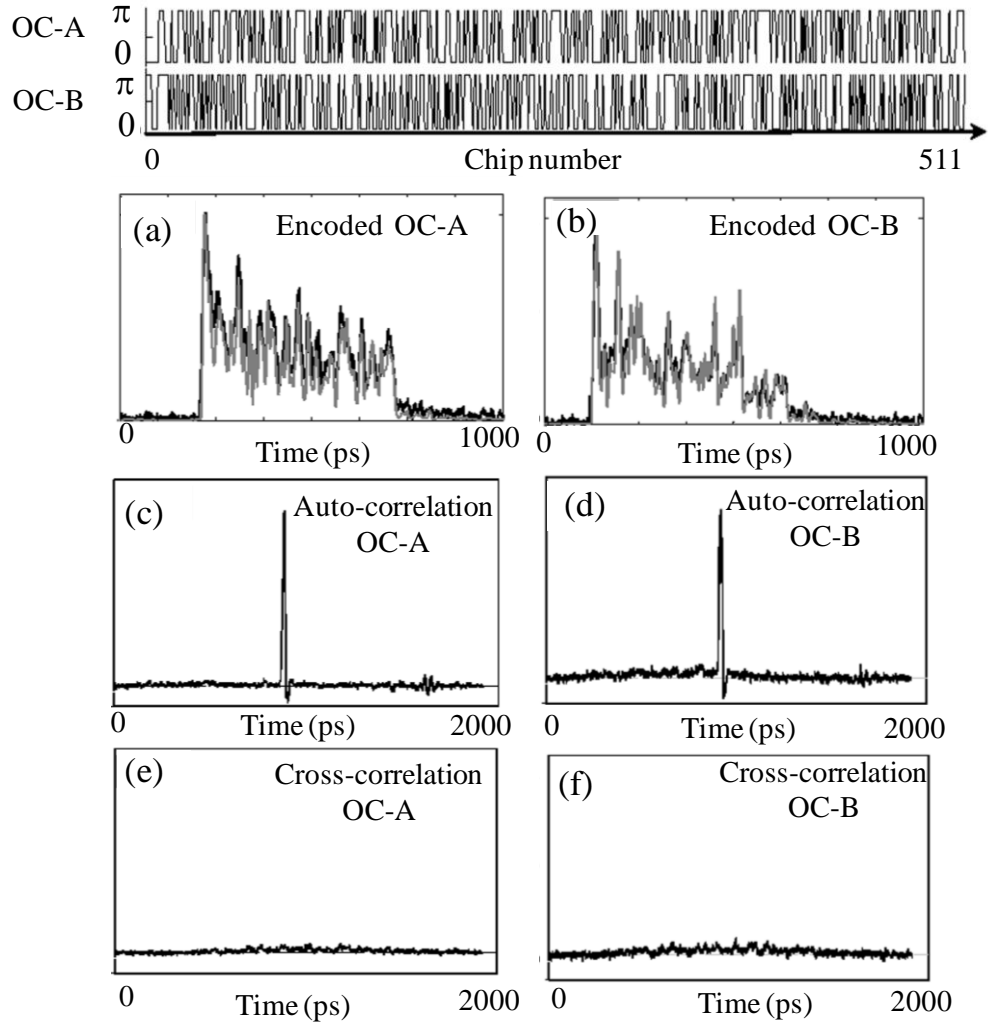 OC-A
π
0
OC-B
π
0
0
Chip number
511
(a)
Encoded OC-A
0
Time (ps)
1000
(b)
Encoded OC-B
0
Time (ps)
1000
(c)
Auto-correlation
OC-A
0
Time (ps)
2000
(d)
Auto-correlation
OC-B
0
Time (ps)
2000
(e)
Cross-correlation
OC-A
0
Time (ps)
2000
(f)
Cross-correlation
OC-B
0
Time (ps)
2000